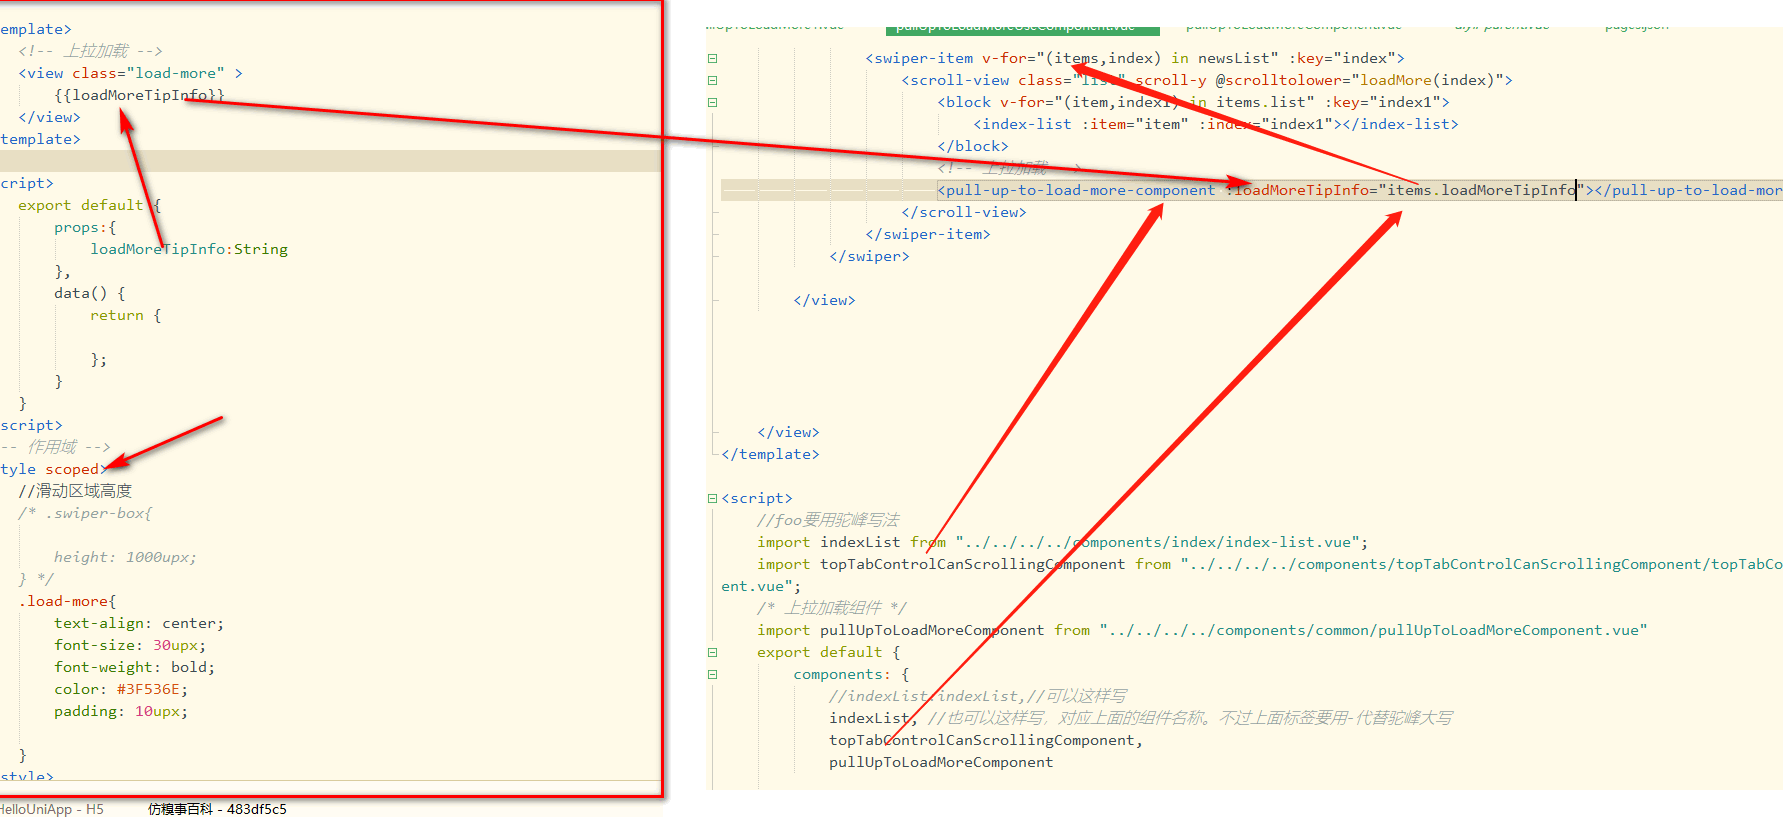 emplate>
<!-- 上拉加载 -->
<view class="load-more" >
{{loadMoreTipInfo}}
</view>
template>
cript>
export default {
props:{
loadMoreTipInfo:String
},
data() {
return {
};
}
}
script>
-- 作用域 -->
tyle scoped>
//滑动区域高度
/* .swiper-box{
height: 1000upx;
} */
.load-more{
text-align: center;
font-size: 30upx;
font-weight: bold;
color: #3F536E;
padding: 10upx;
}
style>
HelloUniApp - H5 仿糗事百科 - 483df5c5
<swiper-item v-for="(items,index) in newsList" :key="index">
<scroll-view class="list" scroll-y @scrolltolower="loadMore(index)">
<block v-for="(item,index1) in items.list" :key="index1">
<index-list :item="item" :index="index1"></index-list>
</block>
<!-- 上拉加载 -->
<pull-up-to-load-more-component :loadMoreTipInfo="items.loadMoreTipInfo"></pull-up-to-load-mor
</scroll-view>
</swiper-item>
</swiper>
</view>
</view>
</template>
<script>
//foo要用驼峰写法
import indexList from "../../../../components/index/index-list.vue";
import topTabControlCanScrollingComponent from "../../../../components/topTabControlCanScrollingComponent/topTabCo
ent.vue";
/* 上拉加载组件 */
import pullUpToLoadMoreComponent from "../../../../components/common/pullUpToLoadMoreComponent.vue"
export default {
components: {
//indexList:indexList,//可以这样写
indexList, //也可以这样写，对应上面的组件名称。不过上面标签要用-代替驼峰大写
topTabControlCanScrollingComponent,
pullUpToLoadMoreComponent